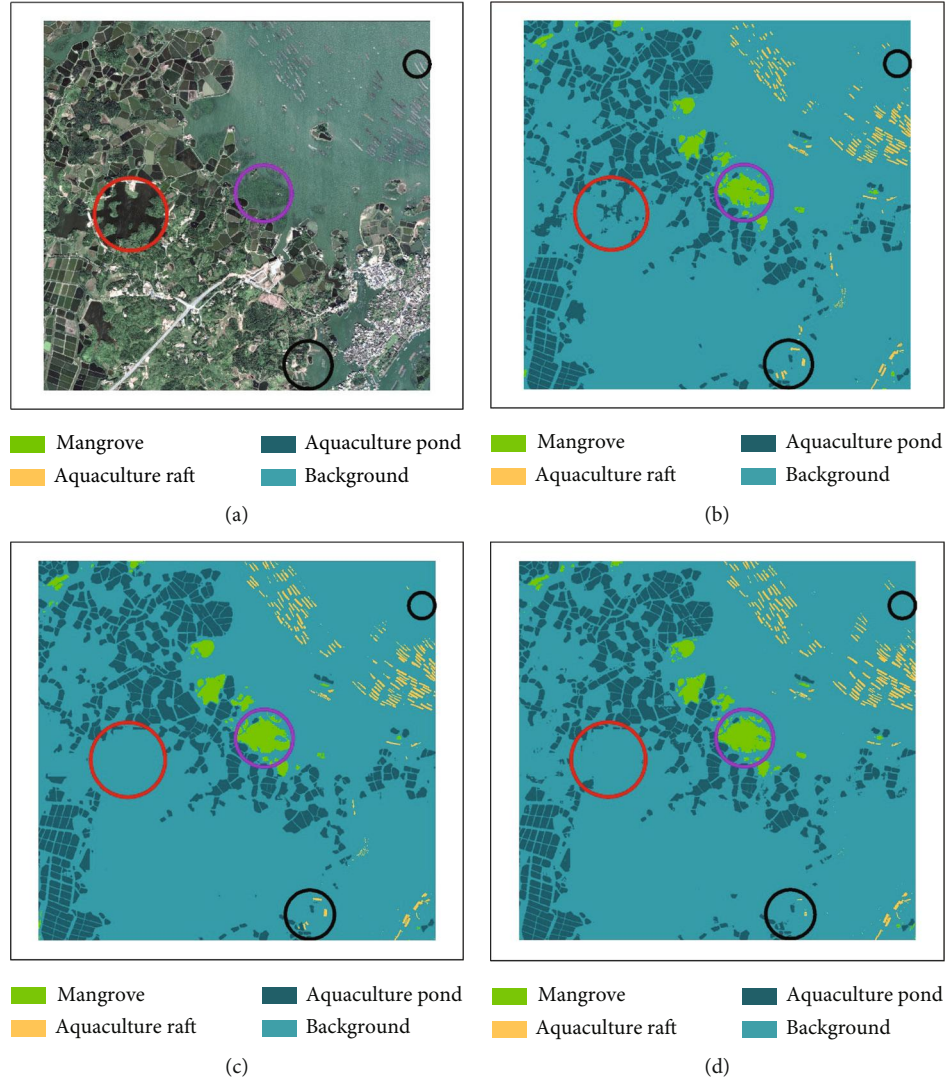 Mangrove
Aquaculture pond
Aquaculture raft
Background
(a)
Mangrove
Aquaculture pond
Aquaculture raft
Background
(b)
Mangrove
Aquaculture pond
Aquaculture raft
Background
(c)
Mangrove
Aquaculture pond
Aquaculture raft
Background
(d)